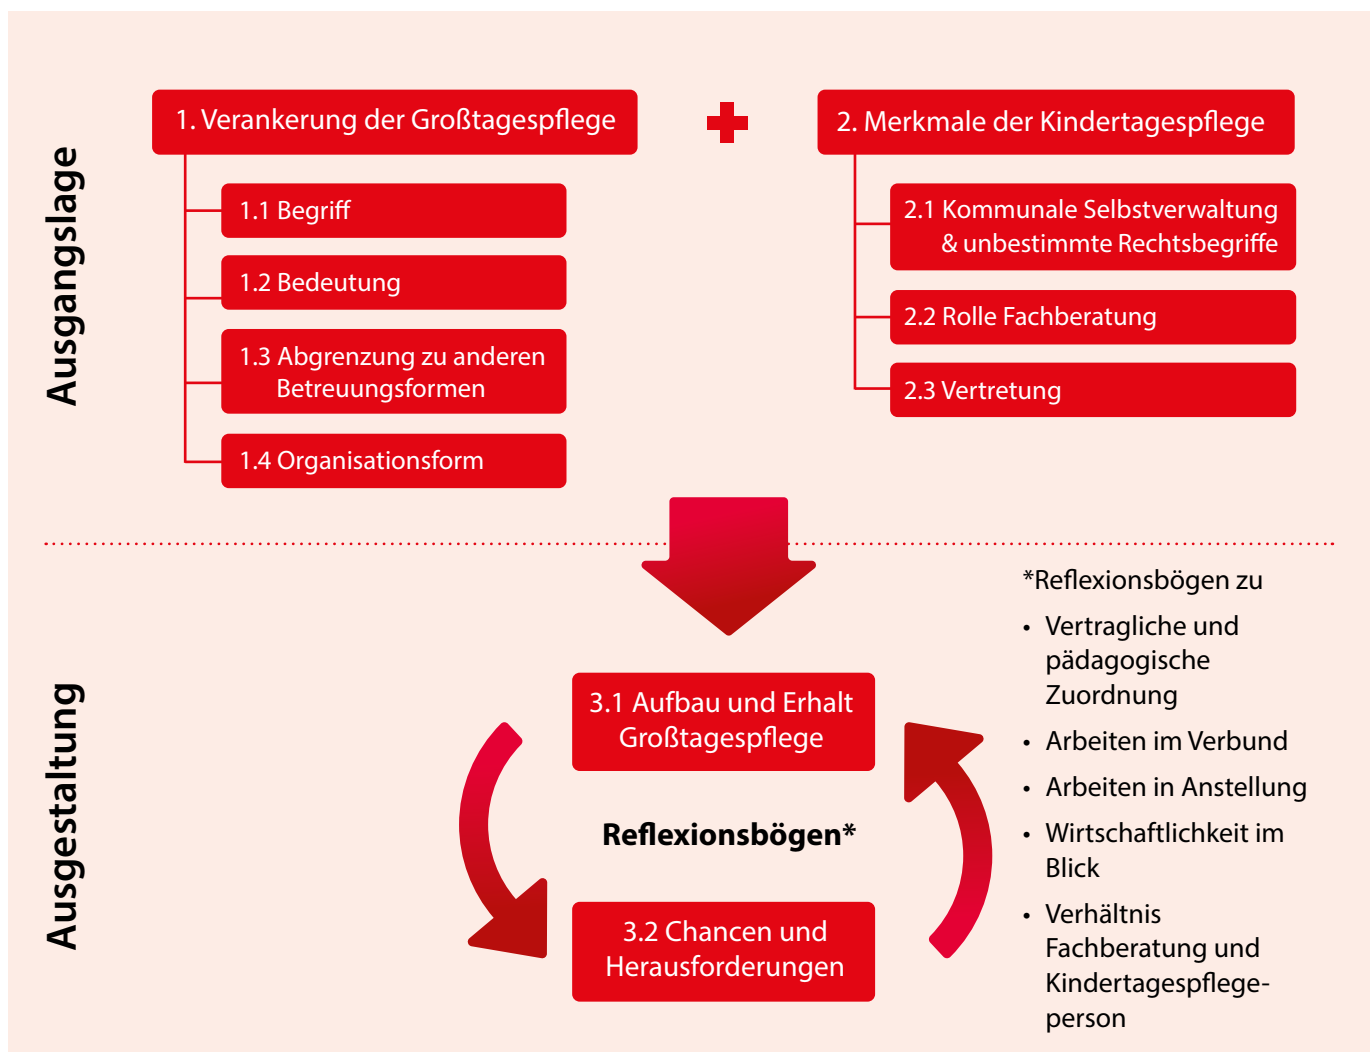 Ausgangslage
1. Verankerung der Großtagespflege
1.1 Begriff
1.2 Bedeutung
1.3 Abgrenzung zu anderen
Betreuungsformen
1.4 Organisationsform
2. Merkmale der Kindertagespflege
2.1 Kommunale Selbstverwaltung
& unbestimmte Rechtsbegriffe
2.2 Rolle Fachberatung
2.3 Vertretung
Ausgestaltung
3.1 Aufbau und Erhalt
Großtagespflege
Reflexionsbögen*
3.2 Chancen und
Herausforderungen
*Reflexionsbögen zu
• Vertragliche und
pädagogische
Zuordnung
• Arbeiten im Verbund
• Arbeiten in Anstellung
• Wirtschaftlichkeit im
Blick
• Verhältnis
Fachberatung und
Kindertagespflege-
person